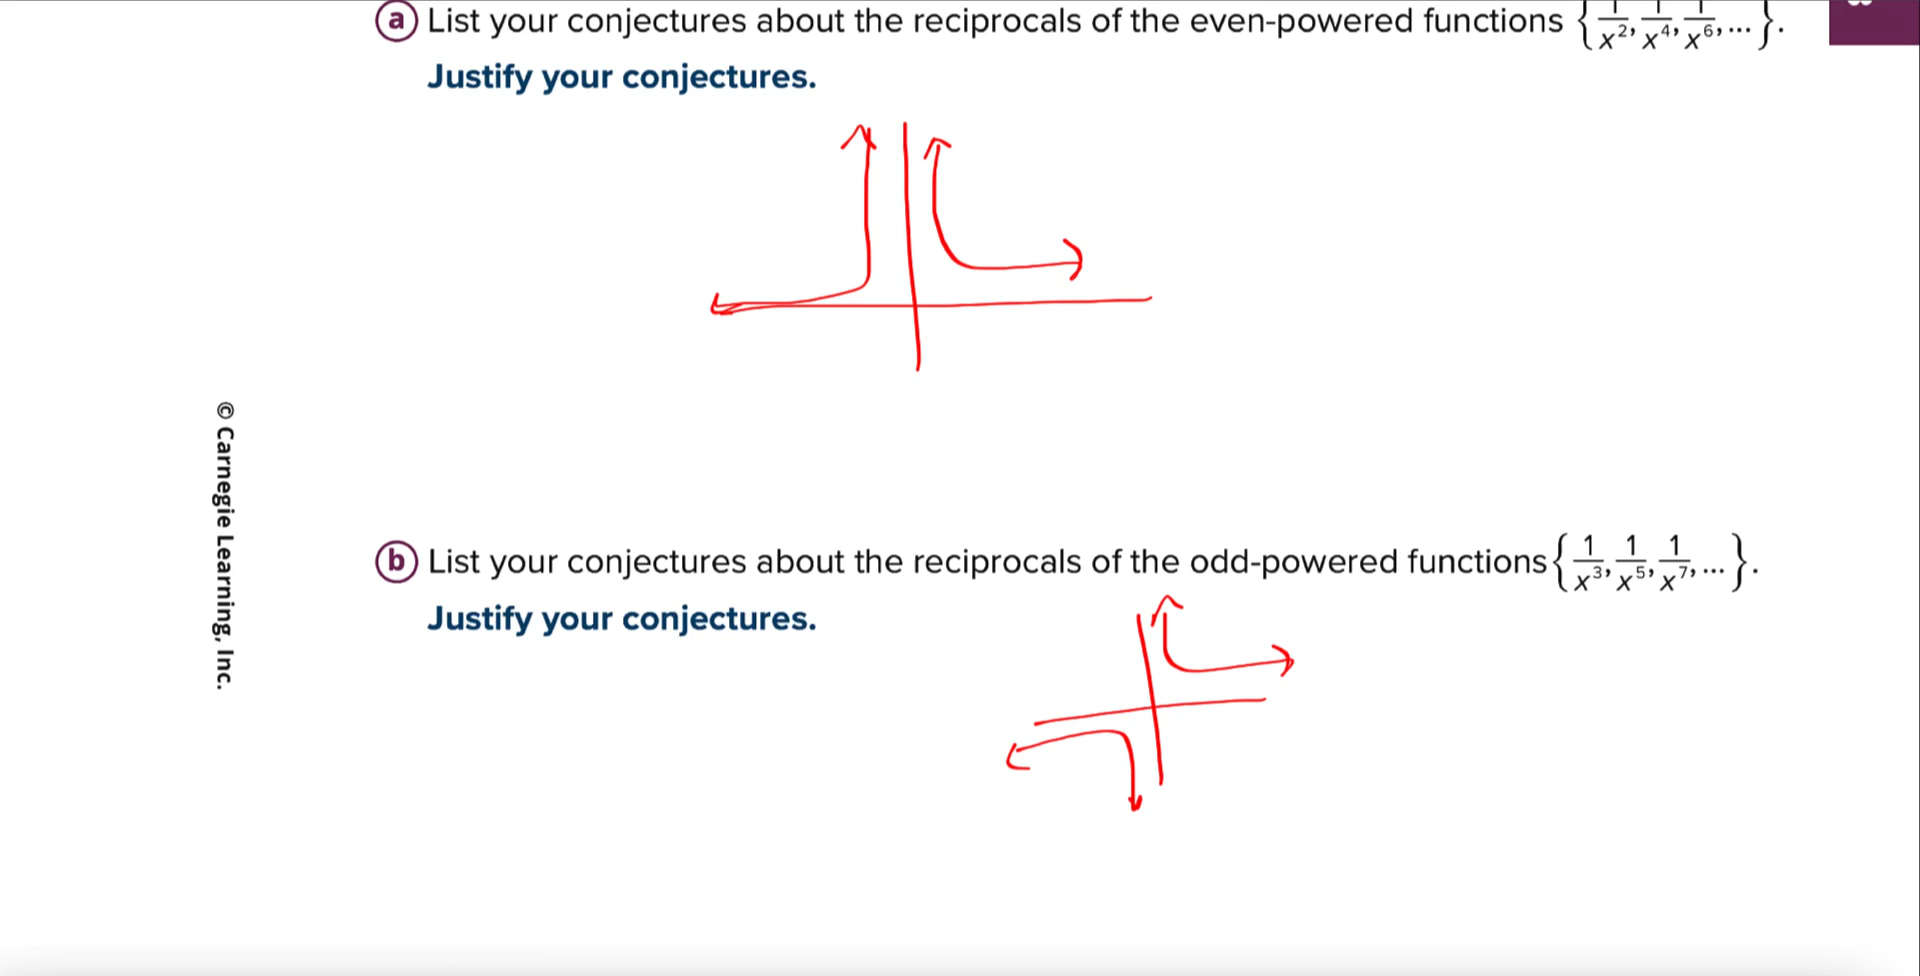 ⓐ List your conjectures about the reciprocals of the even-powered functions {1/x², 1/x⁴, 1/x⁶, ...}.
Justify your conjectures.
© Carnegie Learning, Inc.
ⓑ List your conjectures about the reciprocals of the odd-powered functions {1/x³, 1/x⁵, 1/x⁷, ...}.
Justify your conjectures.